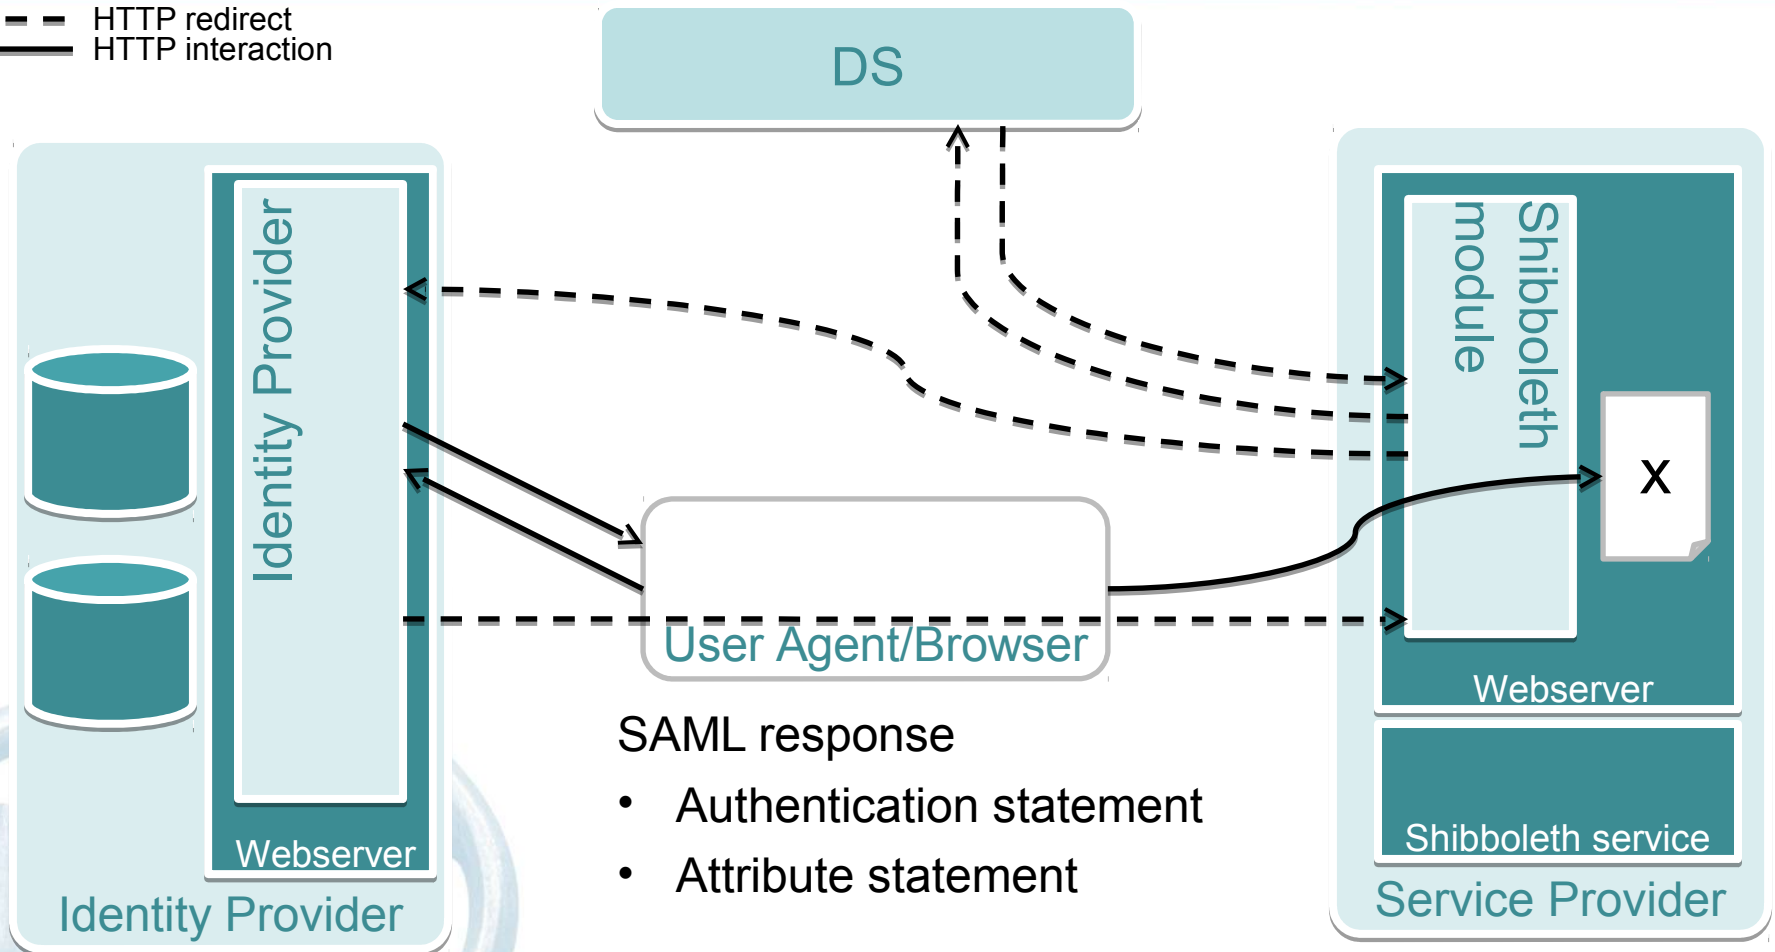 HTTP redirect
HTTP interaction
DS
Identity Provider
Webserver
Identity Provider
User Agent/Browser
SAML response
• Authentication statement
• Attribute statement
Shibboleth
module
X
Webserver
Shibboleth service
Service Provider